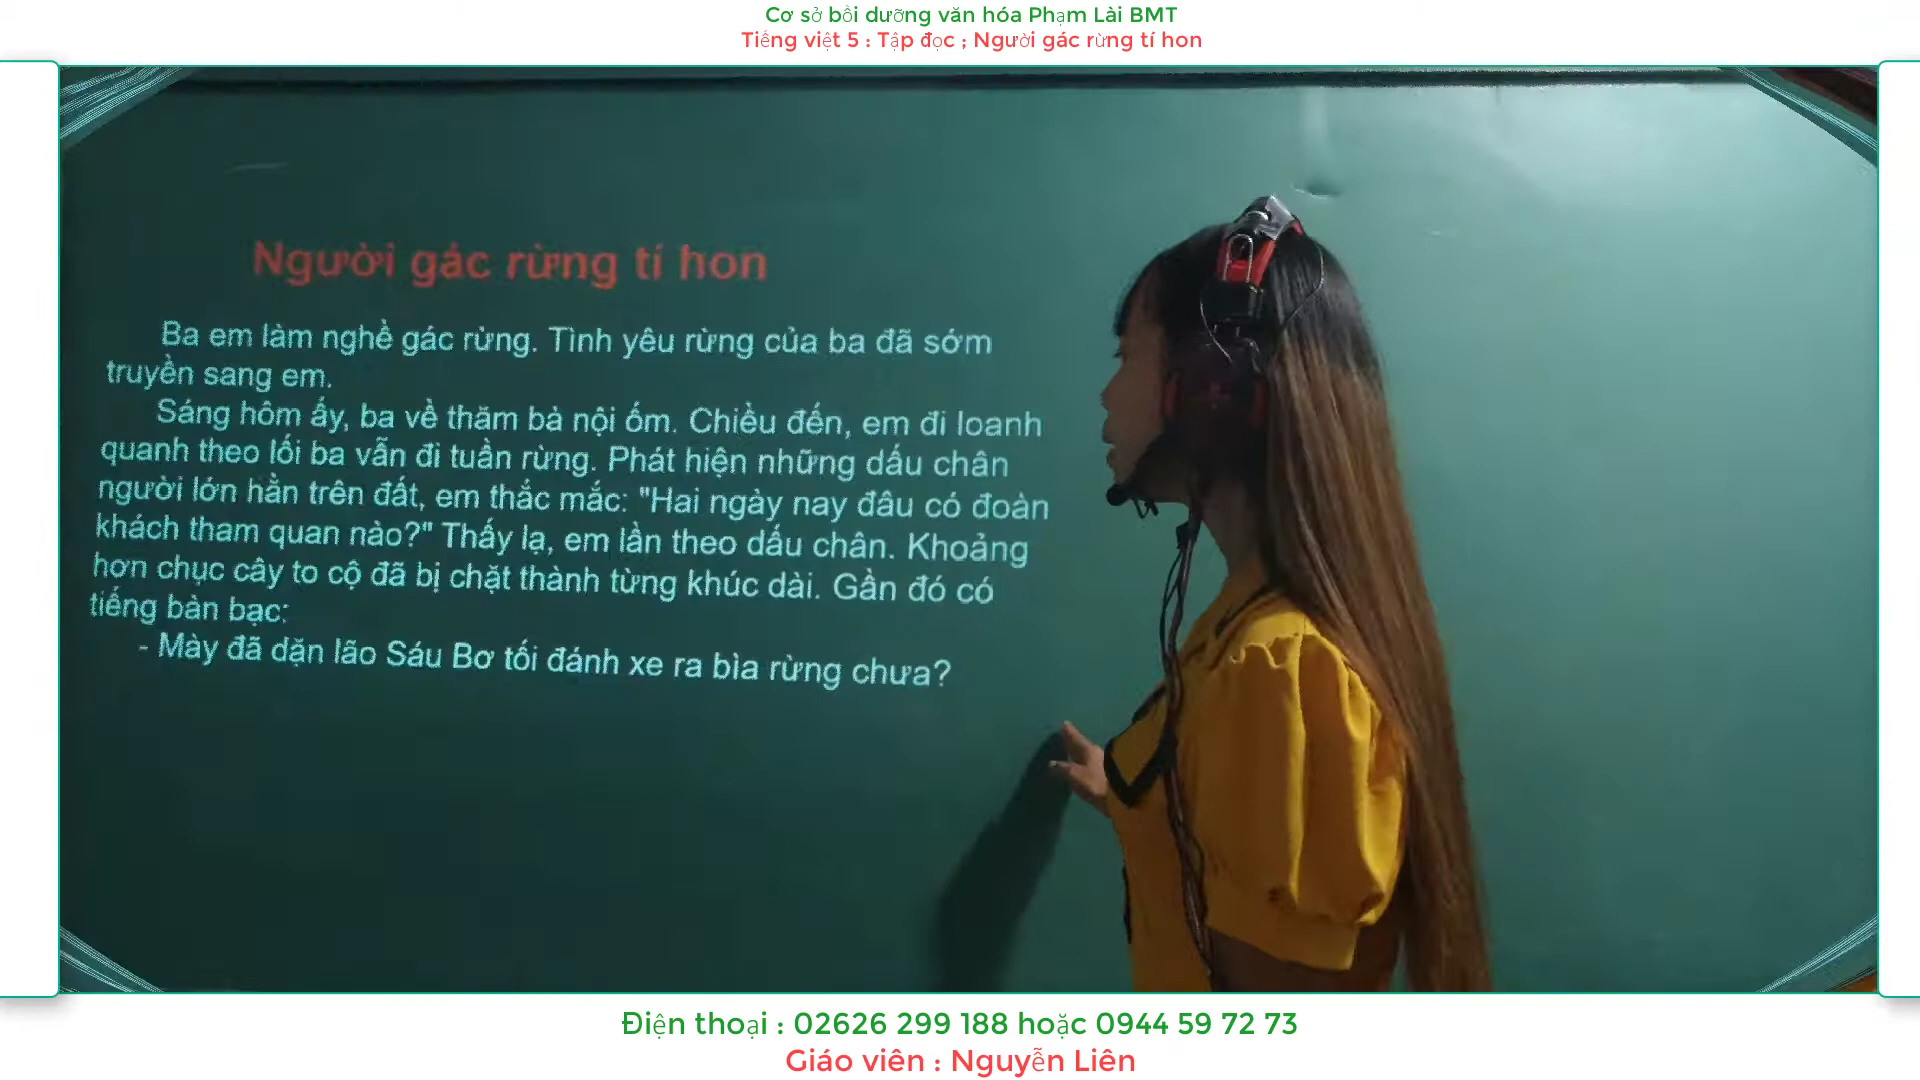 Cơ sở bồi dưỡng văn hóa Phạm Lài BMT
Tiếng việt 5 : Tập đọc ; Người gác rừng tí hon
Người gác rừng tí hon
Ba em làm nghề gác rừng. Tình yêu rừng của ba đã sớm
truyền sang em.
Sáng hôm ấy, ba về thăm bà nội ốm. Chiều đến, em đi loanh
quanh theo lối ba vẫn đi tuần rừng. Phát hiện những dấu chân
người lớn hằn trên đất, em thắc mắc: "Hai ngày nay đâu có đoàn
khách tham quan nào?" Thấy lạ, em lần theo dấu chân. Khoảng
hơn chục cây to cộ đã bị chặt thành từng khúc dài. Gần đó có
tiếng bàn bạc:
- Mày đã dặn lão Sáu Bơ tối đánh xe ra bìa rừng chưa?
Điện thoại : 02626 299 188 hoặc 0944 59 72 73
Giáo viên : Nguyễn Liên